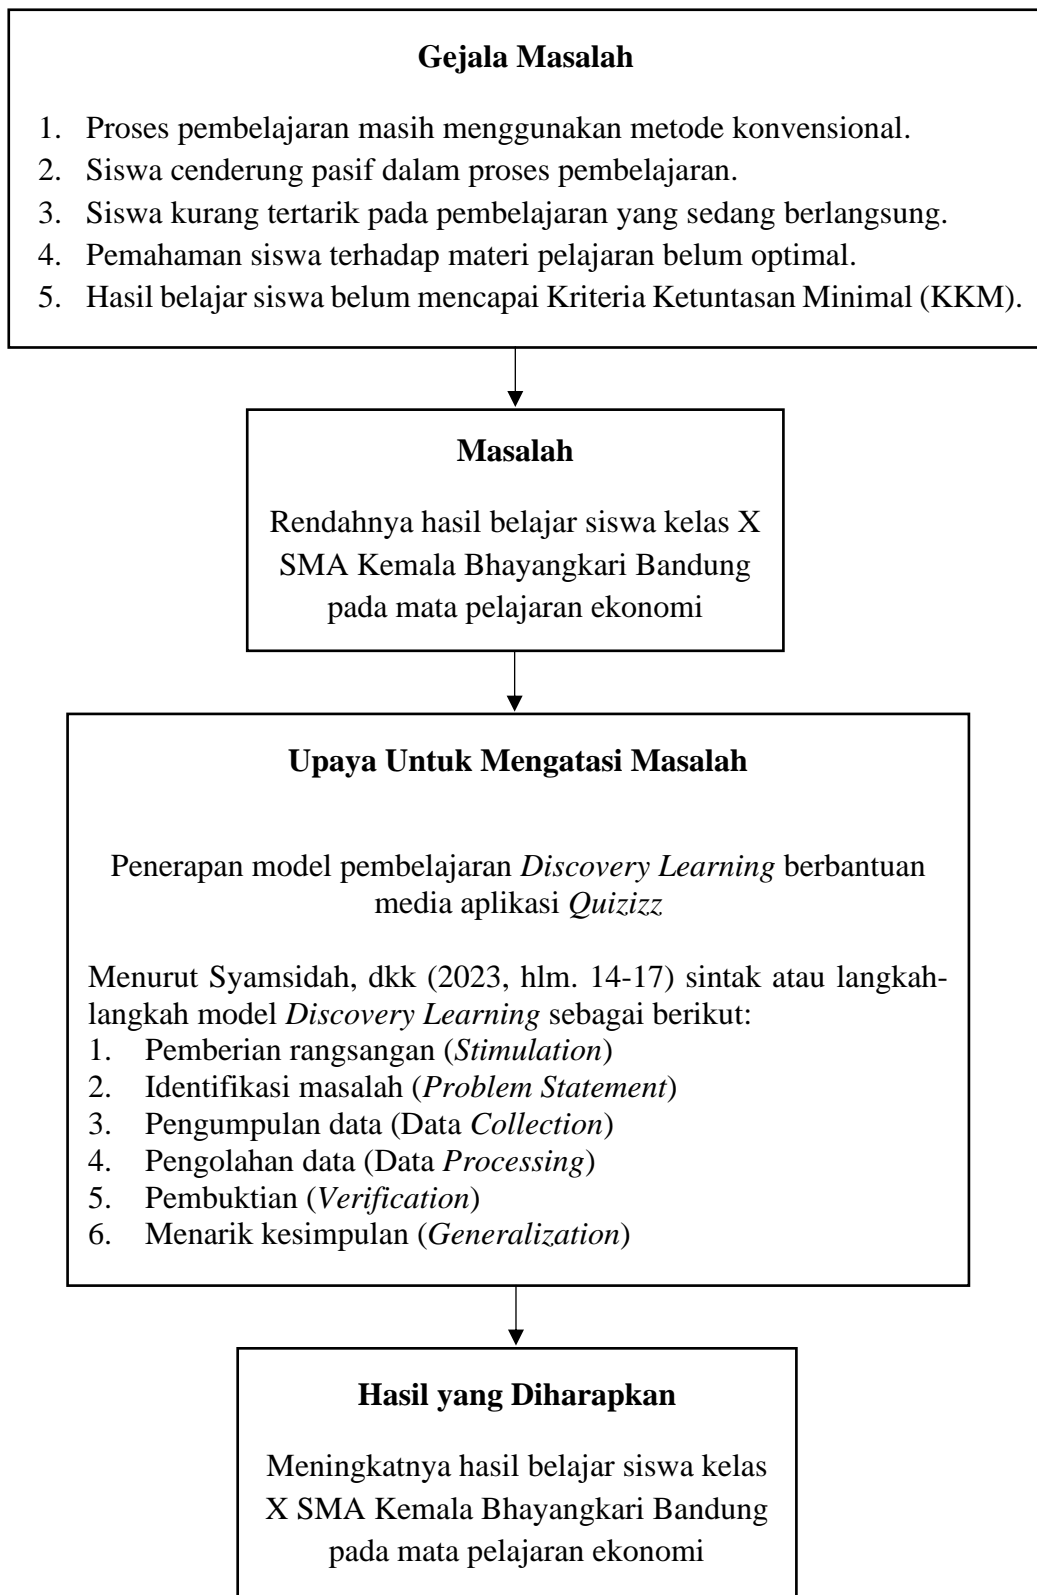 Gejala Masalah
1. Proses pembelajaran masih menggunakan metode konvensional.
2. Siswa cenderung pasif dalam proses pembelajaran.
3. Siswa kurang tertarik pada pembelajaran yang sedang berlangsung.
4. Pemahaman siswa terhadap materi pelajaran belum optimal.
5. Hasil belajar siswa belum mencapai Kriteria Ketuntasan Minimal (KKM).
Masalah
Rendahnya hasil belajar siswa kelas X
SMA Kemala Bhayangkari Bandung
pada mata pelajaran ekonomi
Upaya Untuk Mengatasi Masalah
Penerapan model pembelajaran Discovery Learning berbantuan
media aplikasi Quizizz
Menurut Syamsidah, dkk (2023, hlm. 14-17) sintak atau langkah-
langkah model Discovery Learning sebagai berikut:
1. Pemberian rangsangan (Stimulation)
2. Identifikasi masalah (Problem Statement)
3. Pengumpulan data (Data Collection)
4. Pengolahan data (Data Processing)
5. Pembuktian (Verification)
6. Menarik kesimpulan (Generalization)
Hasil yang Diharapkan
Meningkatnya hasil belajar siswa kelas
X SMA Kemala Bhayangkari Bandung
pada mata pelajaran ekonomi